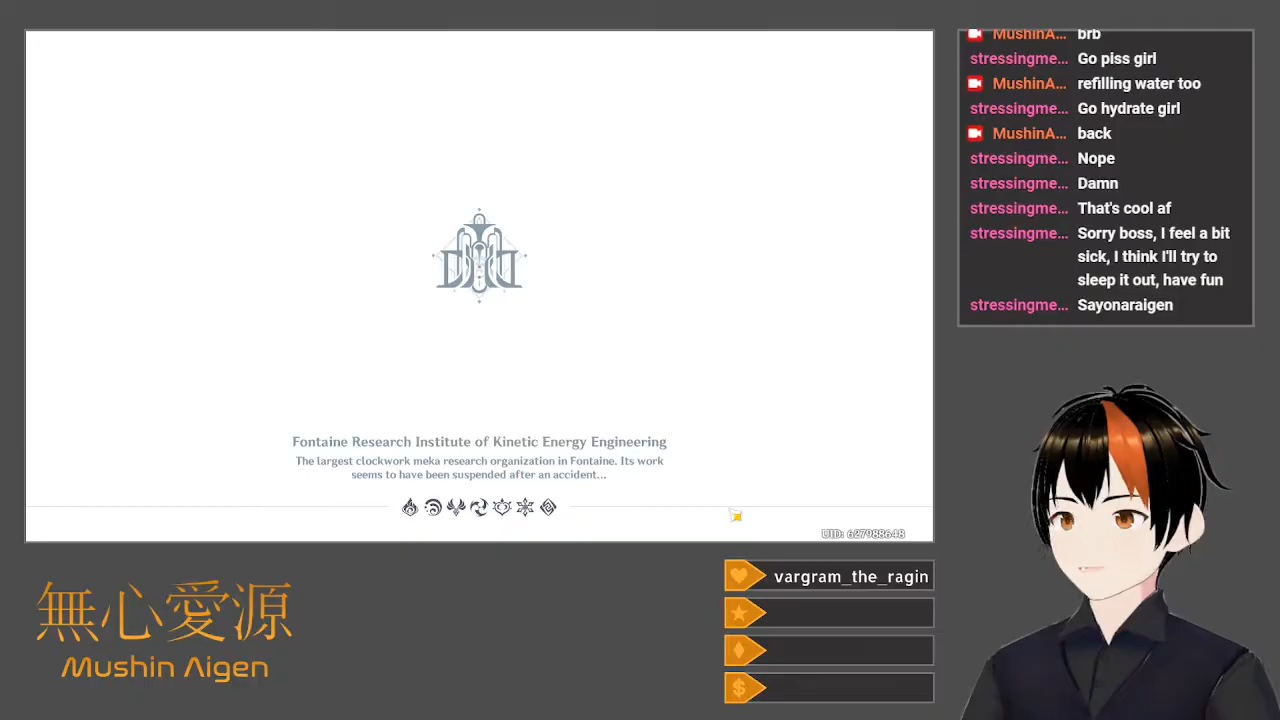 MushinA... brb
stressingme... Go piss girl
MushinA... refilling water too
stressingme... Go hydrate girl
MushinA... back
stressingme... Nope
stressingme... Damn
stressingme... That's cool af
stressingme... Sorry boss, I feel a bit
sick, I think I'll try to
sleep it out, have fun
stressingme... Sayonaraigen
Fontaine Research Institute of Kinetic Energy Engineering
The largest clockwork meka research organization in Fontaine. Its work
seems to have been suspended after an accident...
UID: 627988648
vargram_the_ragin
無心愛源
Mushin Aigen